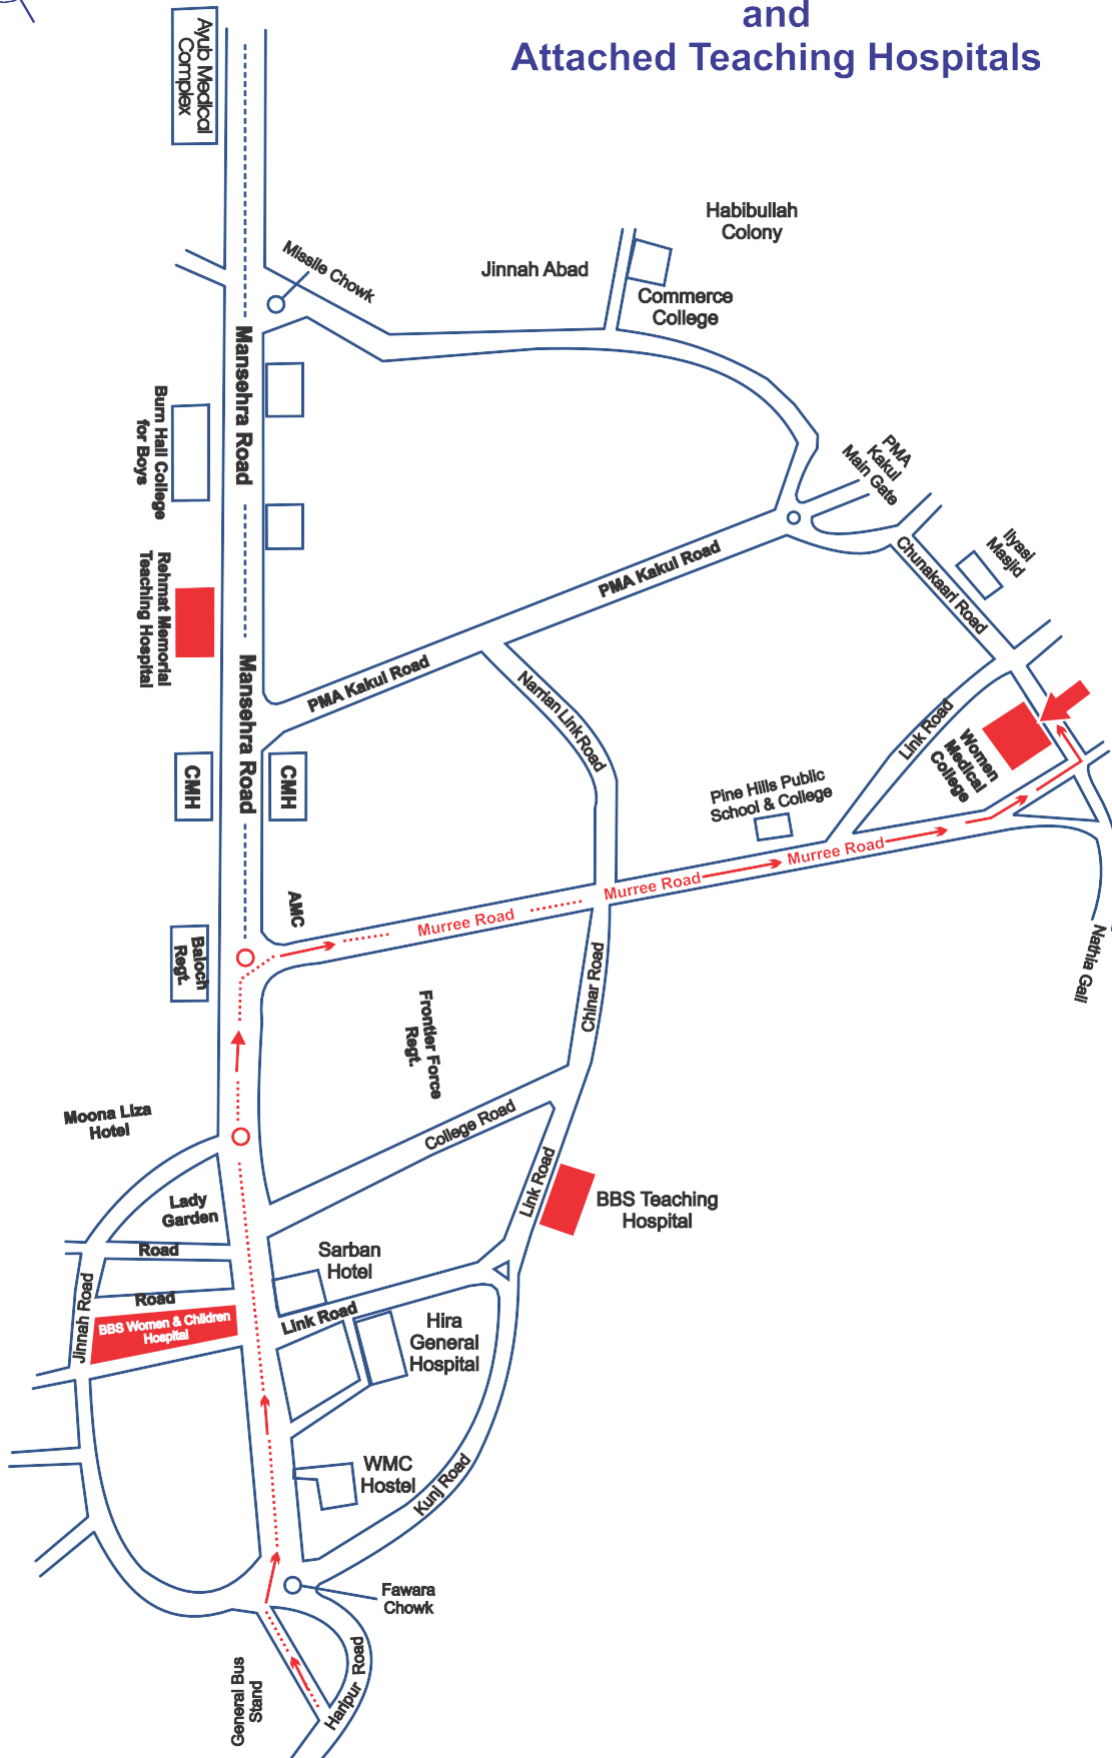 and
Attached Teaching Hospitals
Ayub Medical
Complex
Habibullah
Colony
Missile Chowk
Jinnah Abad
Commerce
College
Mansehra Road
Burn Hall College
for Boys
PMA
Kakul
Main Gate
Ilyasi
Masjid
Chunakaari Road
PMA Kakul Road
Rehmat Memorial
Teaching Hospital
PMA Kakul Road
Mansehra Road
Narrian Link Road
Link Road
Women
Medical
College
CMH
CMH
Pine Hills Public
School & College
Murree Road
Murree Road
Murree Road
AMC
Baloch
Regt.
Nathia Gali
Chinar Road
Frontier Force
Regt.
Moona Liza
Hotel
College Road
Link Road
BBS Teaching
Hospital
Lady
Garden
Road
Sarban
Hotel
Road
Jinnah Road
BBS Women & Children
Hospital
Link Road
Hira
General
Hospital
WMC
Hostel
Kunj Road
Fawara
Chowk
General Bus
Stand
Haripur Road